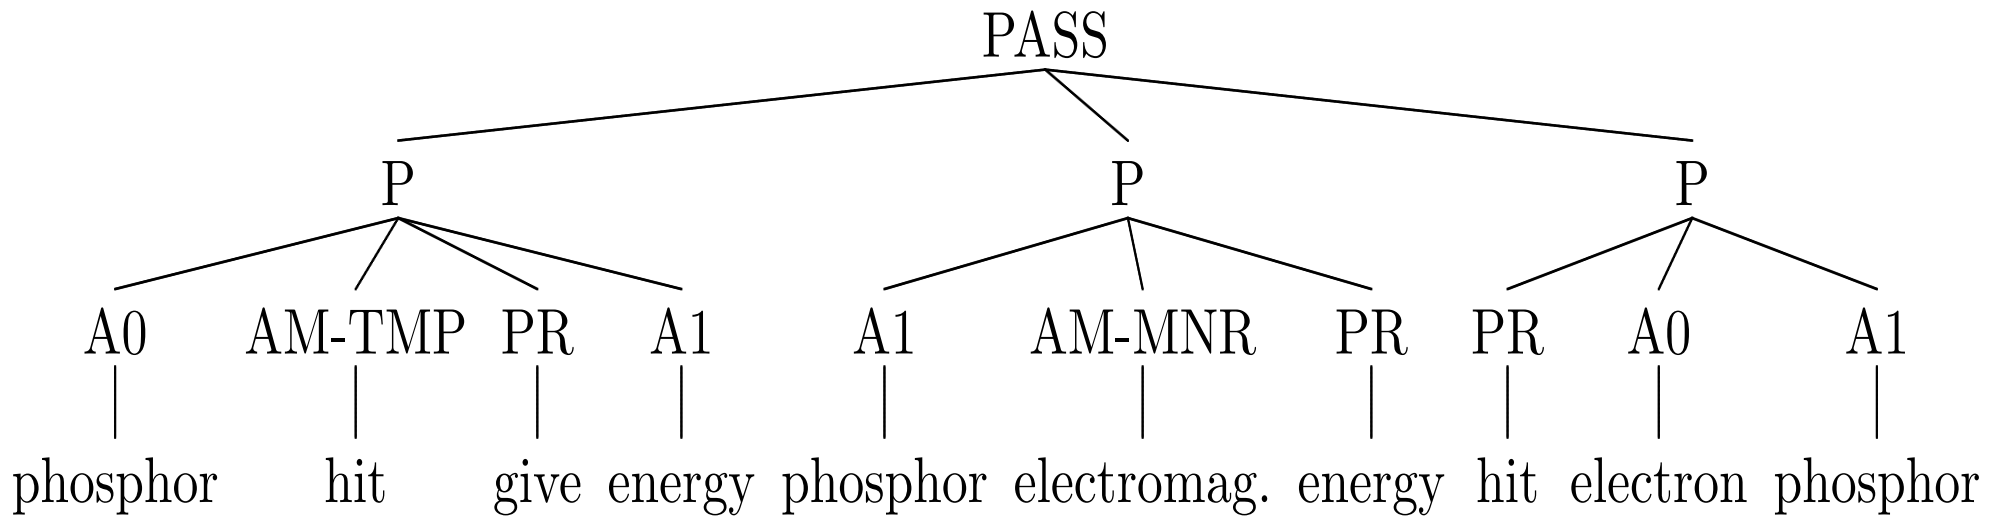 PASS
P P P
A0 AM-TMP PR A1 A1 AM-MNR PR PR A0 A1
phosphor hit give energy phosphor electromag. energy hit electron phosphor